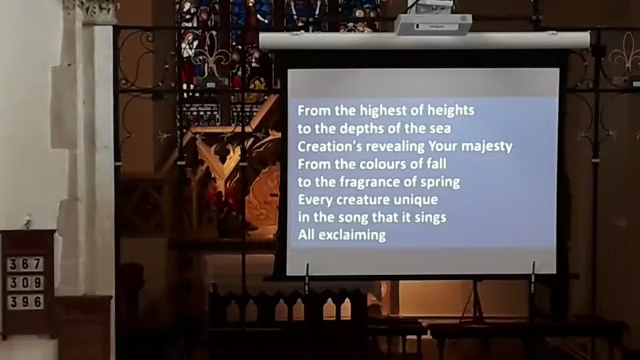 From the highest of heights
to the depths of the sea
Creation's revealing Your majesty
From the colours of fall
to the fragrance of spring
Every creature unique
in the song that it sings
All exclaiming
367
309
396